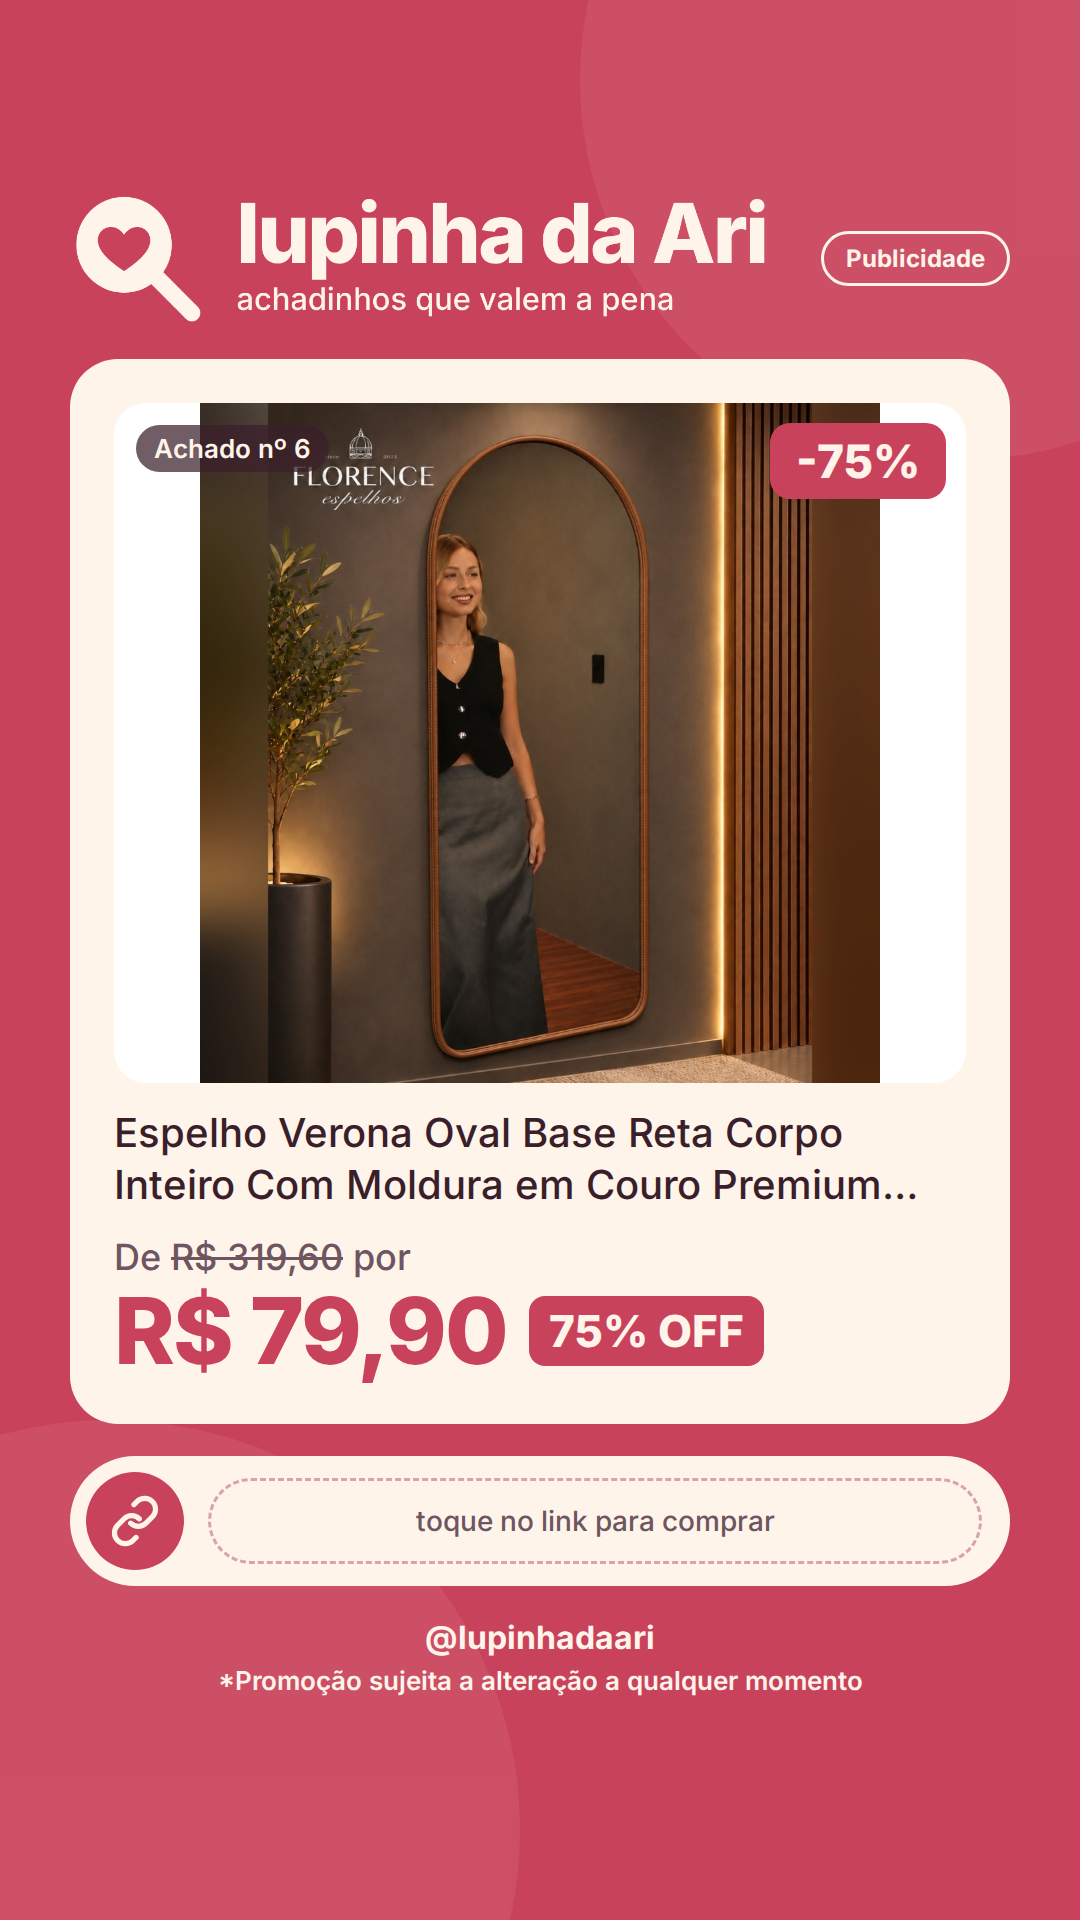 lupinha da Ari
achadinhos que valem a pena
Publicidade
Achado nº 6
FLORENCE
espelhos
-75%
Espelho Verona Oval Base Reta Corpo
Inteiro Com Moldura em Couro Premium...
De R$ 319,60 por
R$ 79,90
75% OFF
toque no link para comprar
@lupinhadaari
*Promoção sujeita a alteração a qualquer momento